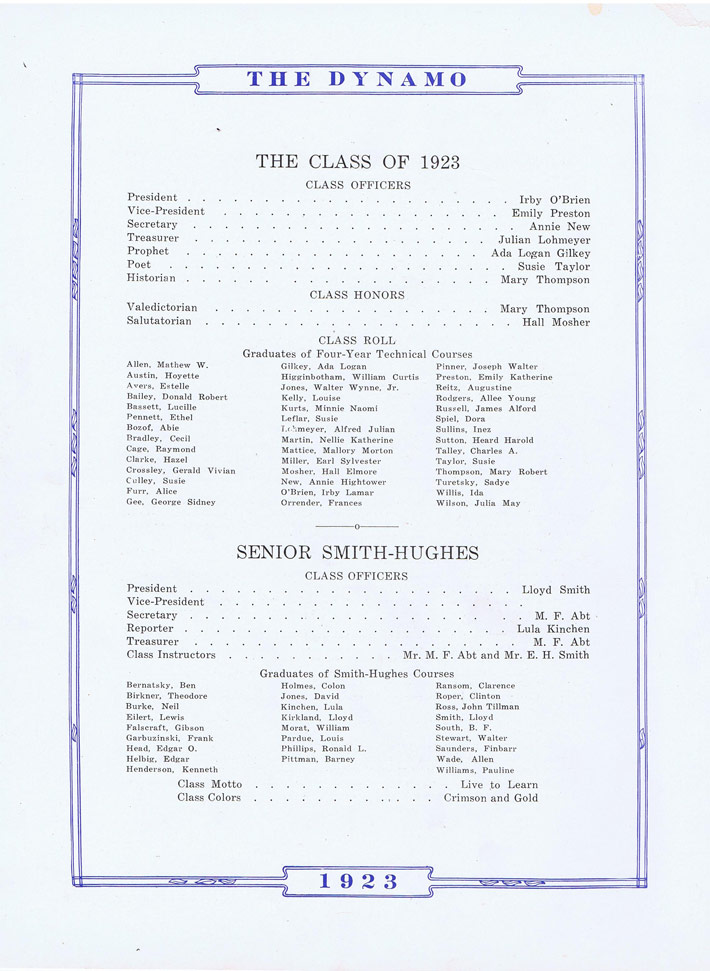 THE DYNAMO
THE CLASS OF 1923
CLASS OFFICERS
President . . . . . . . . . . . . . . . . . Irby O'Brien
Vice-President . . . . . . . . . . . . . . . Emily Preston
Secretary . . . . . . . . . . . . . . . . . Annie New
Treasurer . . . . . . . . . . . . . . . . Julian Lohmeyer
Prophet . . . . . . . . . . . . . . . . Ada Logan Gilkey
Poet . . . . . . . . . . . . . . . . . . Susie Taylor
Historian . . . . . . . . . . . . . . . . . Mary Thompson
CLASS HONORS
Valedictorian . . . . . . . . . . . . . . . Mary Thompson
Salutatorian . . . . . . . . . . . . . . . . Hall Mosher
CLASS ROLL
Graduates of Four-Year Technical Courses
Allen, Mathew W.
Austin, Hoyette
Avers, Estelle
Bailey, Donald Robert
Bassett, Lucille
Pennett, Ethel
Bozof, Abie
Bradley, Cecil
Cage, Raymond
Clarke, Hazel
Crossley, Gerald Vivian
Culley, Susie
Furr, Alice
Gee, George Sidney
Gilkey, Ada Logan
Higginbotham, William Curtis
Jones, Walter Wynne, Jr.
Kelly, Louise
Kurts, Minnie Naomi
Leflar, Susie
Lohmeyer, Alfred Julian
Martin, Nellie Katherine
Mattice, Mallory Morton
Miller, Earl Sylvester
Mosher, Hall Elmore
New, Annie Hightower
O'Brien, Irby Lamar
Orrender, Frances
Pinner, Joseph Walter
Preston, Emily Katherine
Reitz, Augustine
Rodgers, Allee Young
Russell, James Alford
Spiel, Dora
Sullins, Inez
Sutton, Heard Harold
Talley, Charles A.
Taylor, Susie
Thompson, Mary Robert
Turetsky, Sadye
Willis, Ida
Wilson, Julia May
o
SENIOR SMITH-HUGHES
CLASS OFFICERS
President . . . . . . . . . . . . . . . . . Lloyd Smith
Vice-President . . . . . . . . . . . . . . . . .
Secretary . . . . . . . . . . . . . . . . . . M. F. Abt
Reporter . . . . . . . . . . . . . . . . . Lula Kinchen
Treasurer . . . . . . . . . . . . . . . . . M. F. Abt
Class Instructors . . . . . . . . . . Mr. M. F. Abt and Mr. E. H. Smith
Graduates of Smith-Hughes Courses
Bernatsky, Ben
Birkner, Theodore
Burke, Neil
Eilert, Lewis
Falscraft, Gibson
Garbuzinski, Frank
Head, Edgar O.
Helbig, Edgar
Henderson, Kenneth
Holmes, Colon
Jones, David
Kinchen, Lula
Kirkland, Lloyd
Morat, William
Pardue, Louis
Phillips, Ronald L.
Pittman, Barney
Ransom, Clarence
Roper, Clinton
Ross, John Tillman
Smith, Lloyd
South, B. F.
Stewart, Walter
Saunders, Finbarr
Wade, Allen
Williams, Pauline
Class Motto . . . . . . . . . . . Live to Learn
Class Colors . . . . . . . . . . Crimson and Gold
1923